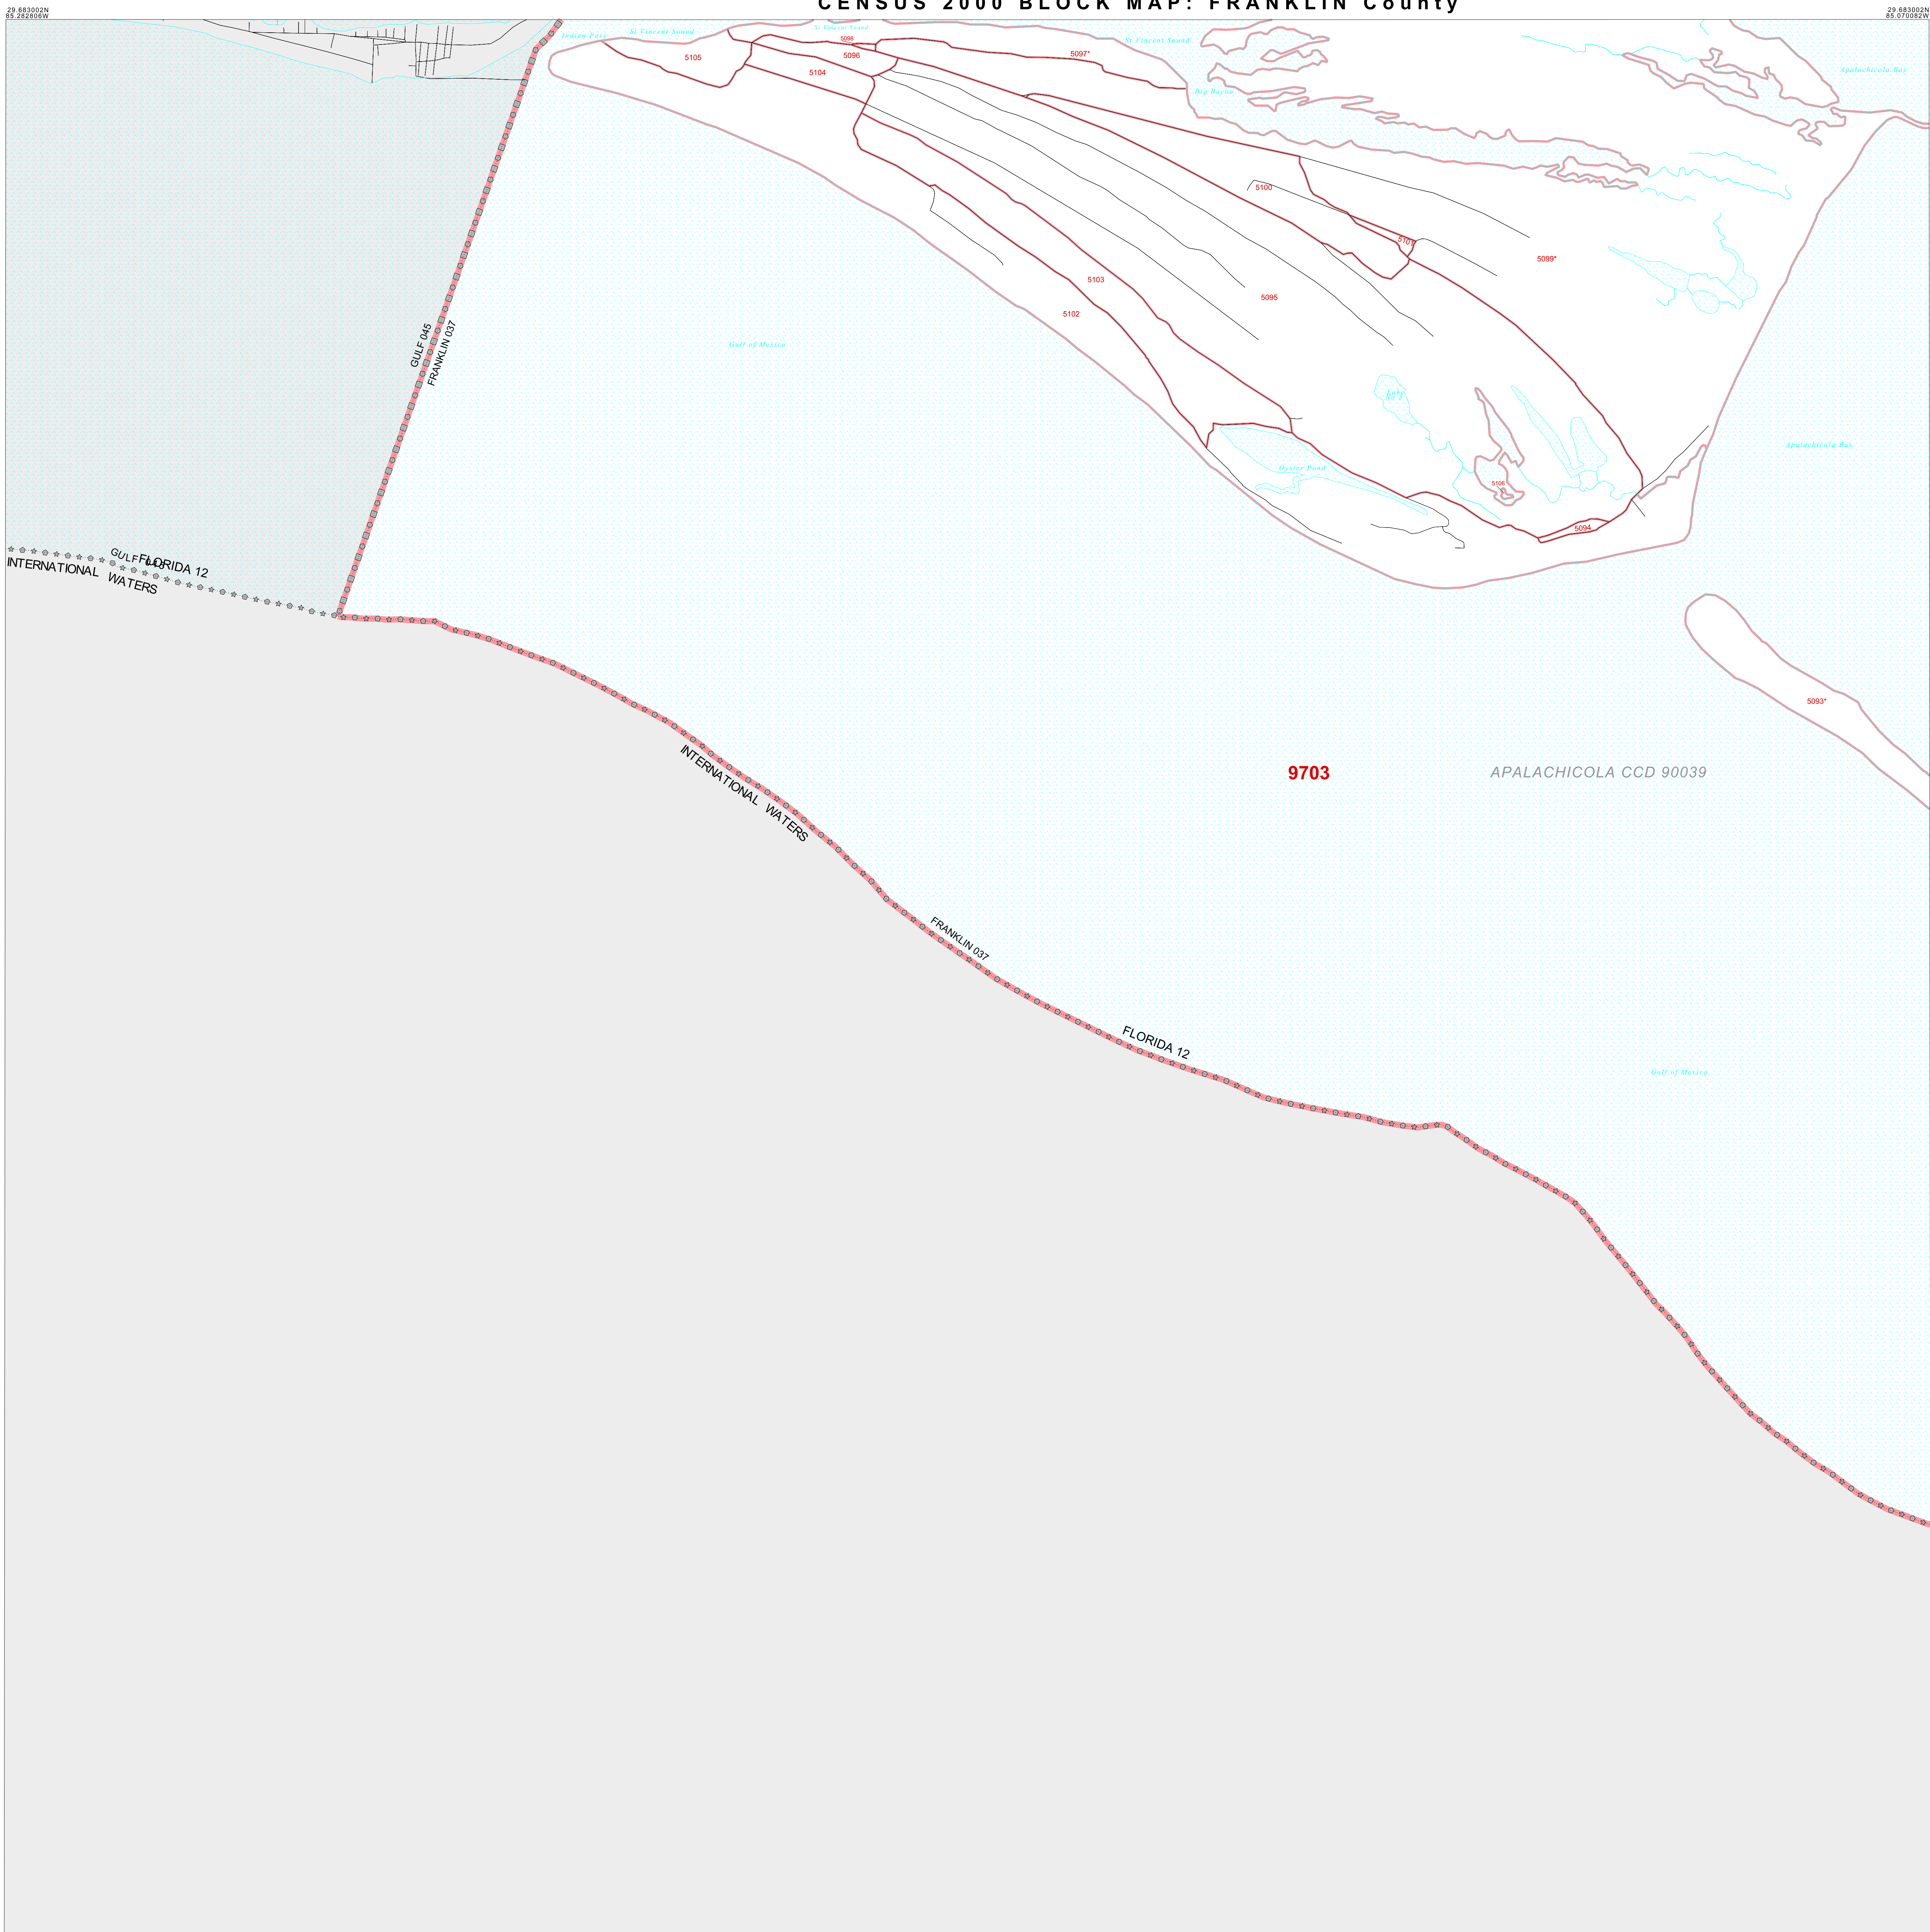 CENSUS 2000 BLOCK MAP: FRANKLIN County
29.683002N
85.282806W
29.683002N
85.070082W
Indian Pass
St Vincent Sound
St Vincent Sound
St Vincent Sound
5098
5096
5097*
5105
5104
Big Bayou
Apalachicola Bay
5100
5101
5099*
5103
5095
5102
GULF 045
FRANKLIN 037
Gulf of Mexico
Oyster Pond
5106
5094
Apalachicola Bay
GULF 045
FLORIDA 12
INTERNATIONAL WATERS
5093*
9703
APALACHICOLA CCD 90039
INTERNATIONAL WATERS
FRANKLIN 037
FLORIDA 12
Gulf of Mexico